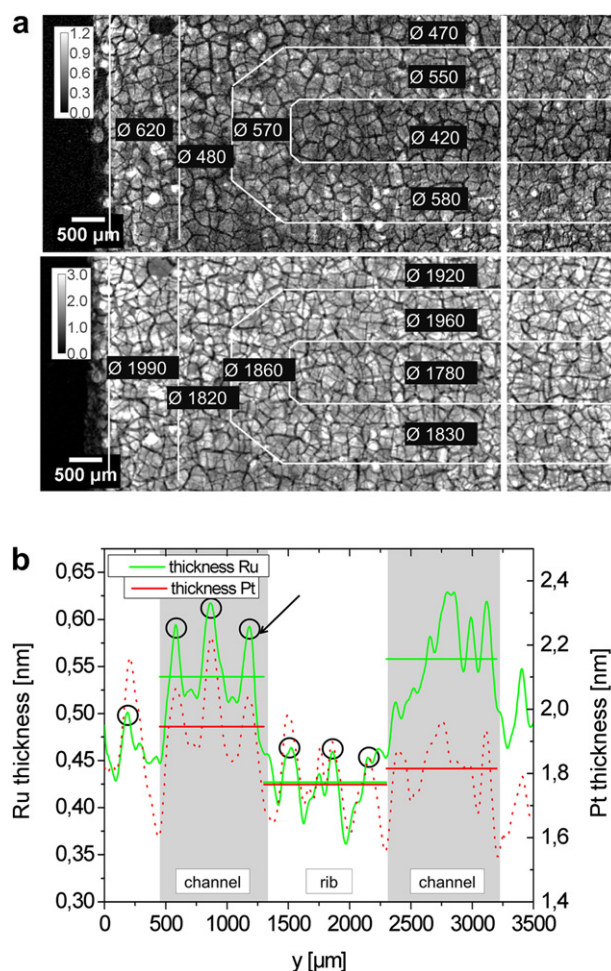 a
1.2
0.9
0.6
0.3
0.0
Ø 470
Ø 550
Ø 620
Ø 570
Ø 420
Ø 480
Ø 580
500 µm
3.0
2.0
1.0
0.0
Ø 1920
Ø 1960
Ø 1990
Ø 1860
Ø 1780
Ø 1820
Ø 1830
500 µm
b
thickness Ru
thickness Pt
Ru thickness [nm]
0,65
0,60
0,55
0,50
0,45
0,40
0,35
0,30
Pt thickness [nm]
2,4
2,2
2,0
1,8
1,6
1,4
channel
rib
channel
0
500
1000
1500
2000
2500
3000
3500
y [µm]